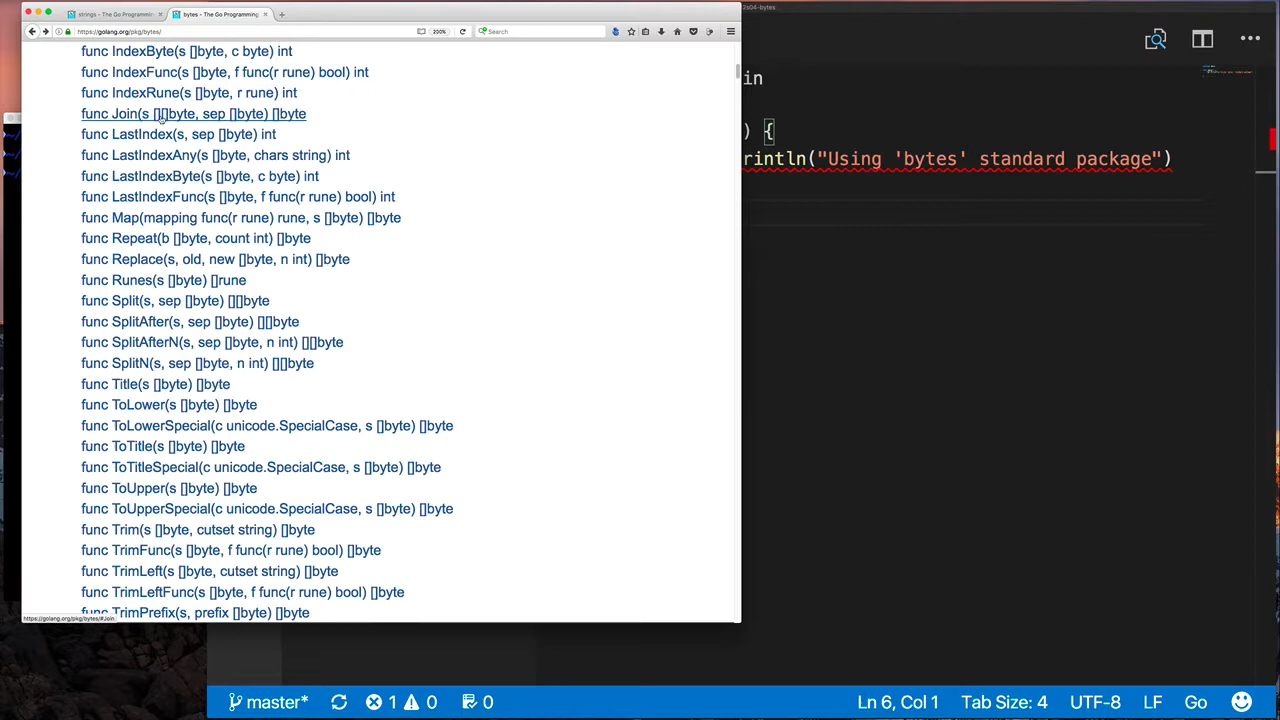 strings - The Go Programmin
bytes - The Go Programming
3s04-bytes
https://golang.org/pkg/bytes/
200%
Search
func IndexByte(s []byte, c byte) int
func IndexFunc(s []byte, f func(r rune) bool) int
func IndexRune(s []byte, r rune) int
func Join(s [][]byte, sep []byte) []byte
func LastIndex(s, sep []byte) int
func LastIndexAny(s []byte, chars string) int
func LastIndexByte(s []byte, c byte) int
func LastIndexFunc(s []byte, f func(r rune) bool) int
func Map(mapping func(r rune) rune, s []byte) []byte
func Repeat(b []byte, count int) []byte
func Replace(s, old, new []byte, n int) []byte
func Runes(s []byte) []rune
func Split(s, sep []byte) [][]byte
func SplitAfter(s, sep []byte) [][]byte
func SplitAfterN(s, sep []byte, n int) [][]byte
func SplitN(s, sep []byte, n int) [][]byte
func Title(s []byte) []byte
func ToLower(s []byte) []byte
func ToLowerSpecial(c unicode.SpecialCase, s []byte) []byte
func ToTitle(s []byte) []byte
func ToTitleSpecial(c unicode.SpecialCase, s []byte) []byte
func ToUpper(s []byte) []byte
func ToUpperSpecial(c unicode.SpecialCase, s []byte) []byte
func Trim(s []byte, cutset string) []byte
func TrimFunc(s []byte, f func(r rune) bool) []byte
func TrimLeft(s []byte, cutset string) []byte
func TrimLeftFunc(s []byte, f func(r rune) bool) []byte
func TrimPrefix(s, prefix []byte) []byte
https://golang.org/pkg/bytes/#Join
in
) {
rintln("Using 'bytes' standard package")
master* 1 0 0 Ln 6, Col 1 Tab Size: 4 UTF-8 LF Go